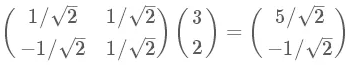 ( 1/√2 1/√2 ) ( 3 ) = ( 5/√2 )
( -1/√2 1/√2 ) ( 2 ) ( -1/√2 )